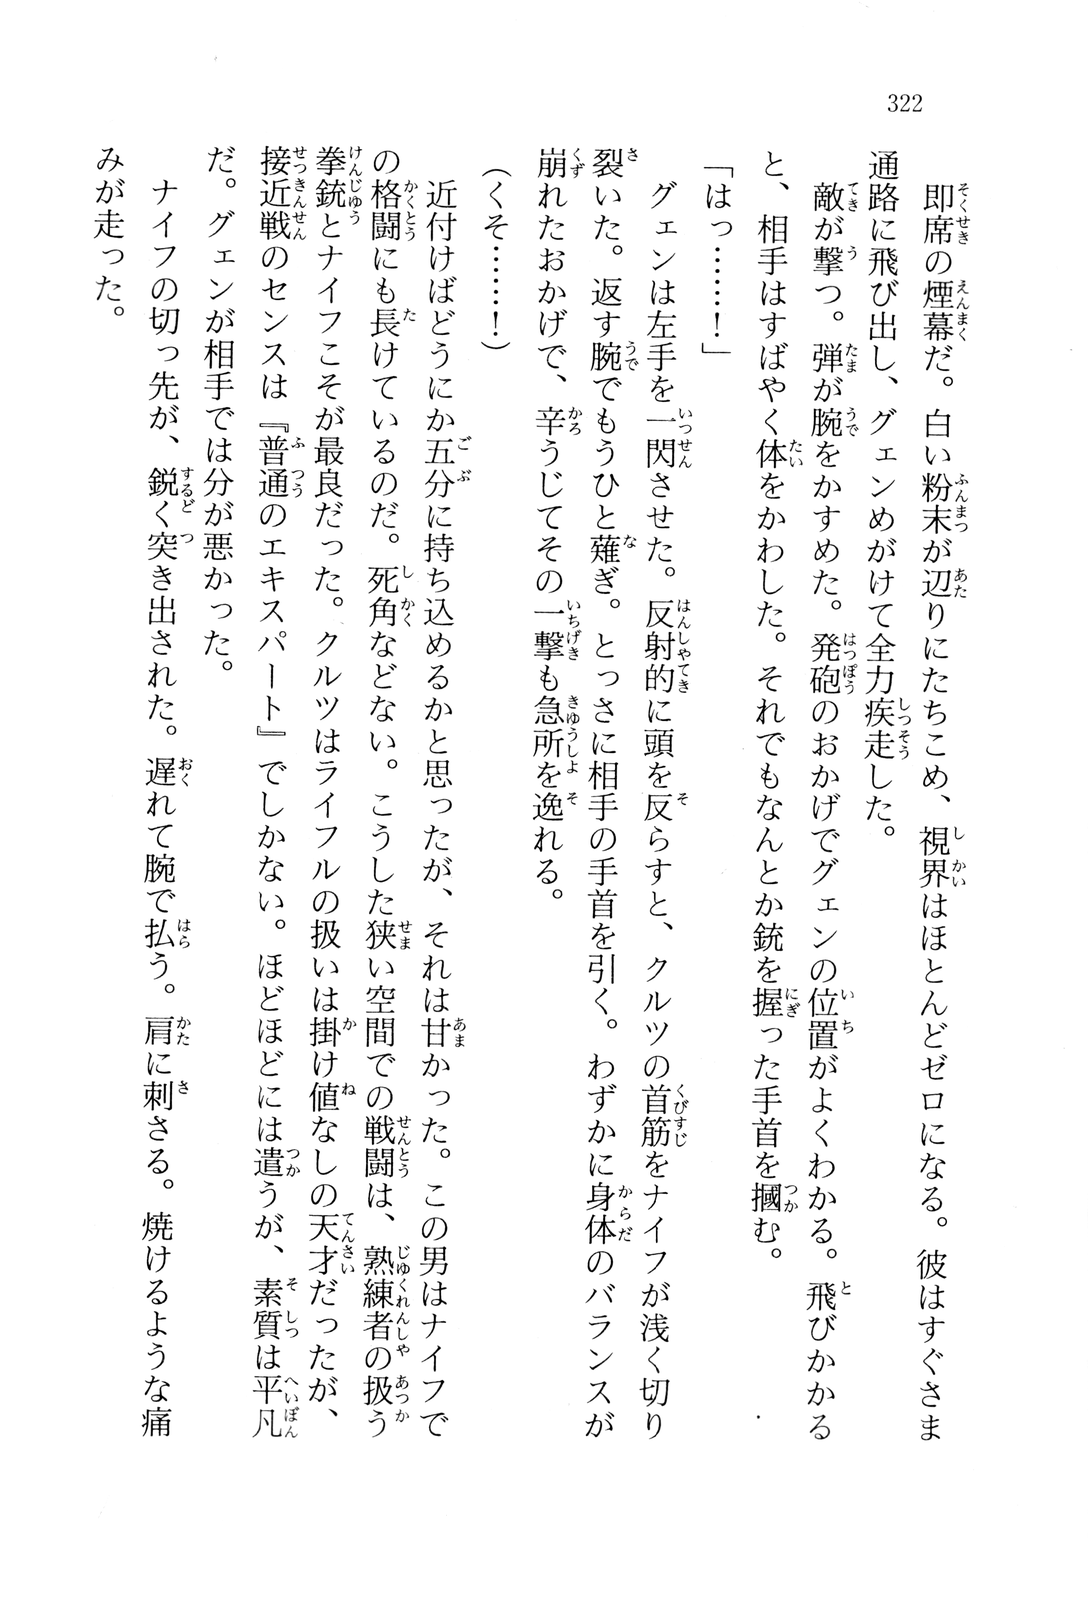 322
　即席の煙幕だ。白い粉末が辺りにたちこめ、視界はほとんどゼロになる。彼はすぐさま
通路に飛び出し、グェンめがけて全力疾走した。
　敵が撃つ。弾が腕をかすめた。発砲のおかげでグェンの位置がよくわかる。飛びかかる
と、相手はすばやく体をかわした。それでもなんとか銃を握った手首を摑む。
「はっ……！」
　グェンは左手を一閃させた。反射的に頭を反らすと、クルツの首筋をナイフが浅く切り
裂いた。返す腕でもうひと薙ぎ。とっさに相手の手首を引く。わずかに身体のバランスが
崩れたおかげで、辛うじてその一撃も急所を逸れる。
（くそ……！）
　近付けばどうにか五分に持ち込めるかと思ったが、それは甘かった。この男はナイフで
の格闘にも長けているのだ。死角などない。こうした狭い空間での戦闘は、熟練者の扱う
拳銃とナイフこそが最良だった。クルツはライフルの扱いは掛け値なしの天才だったが、
接近戦のセンスは『普通のエキスパート』でしかない。ほどほどには遣うが、素質は平凡
だ。グェンが相手では分が悪かった。
　ナイフの切っ先が、鋭く突き出された。遅れて腕で払う。肩に刺さる。焼けるような痛
みが走った。